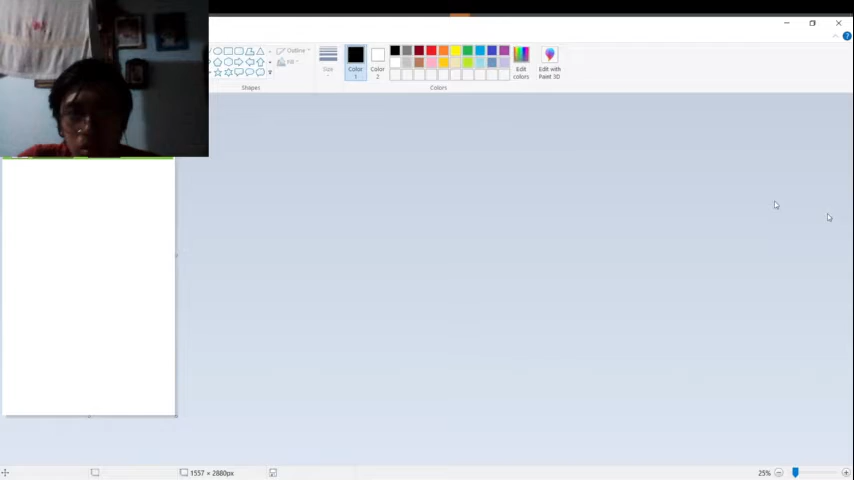 Outline
Fill
Size
Color
1
Color
2
Edit
colors
Edit with
Paint 3D
Shapes
Colors
1557 × 2880px
25%